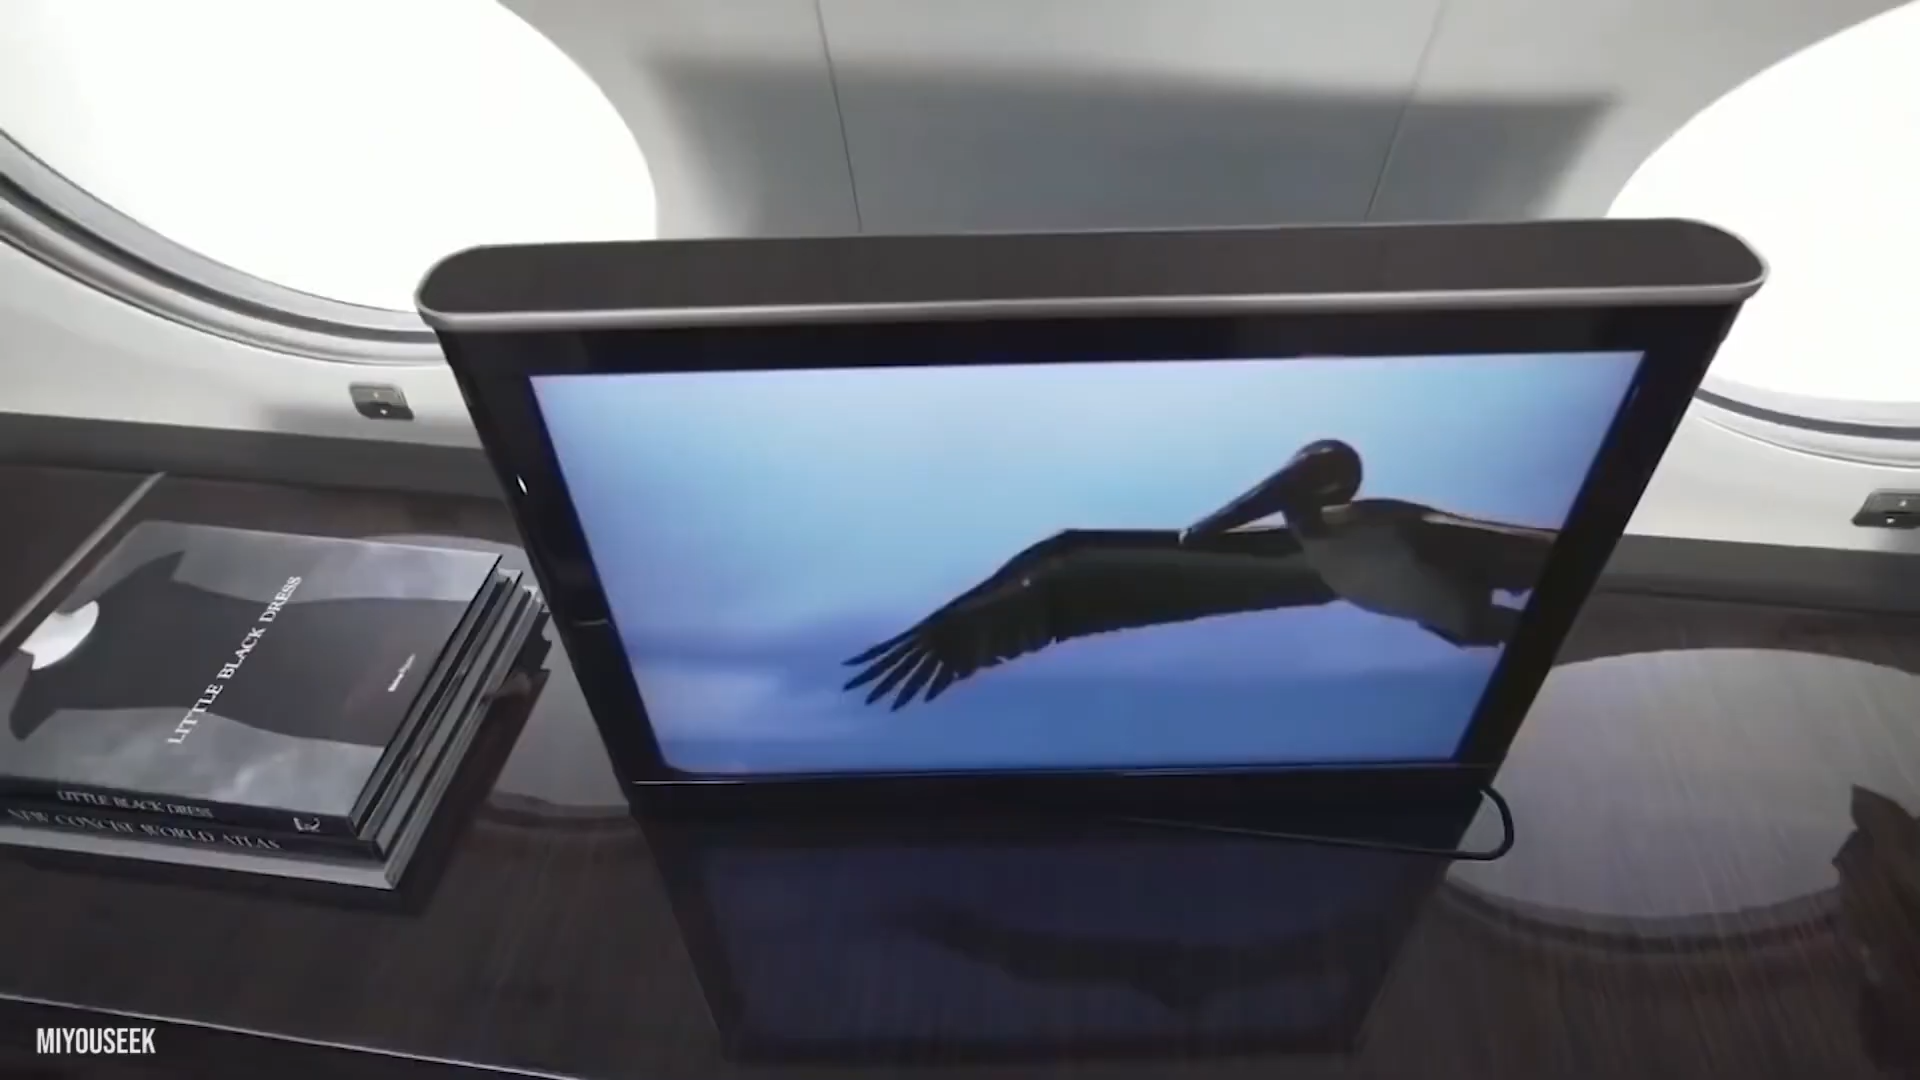 LITTLE BLACK DRESS
LITTLE BLACK DRESS
NEW CONCISE WORLD ATLAS
MIYOUSEEK